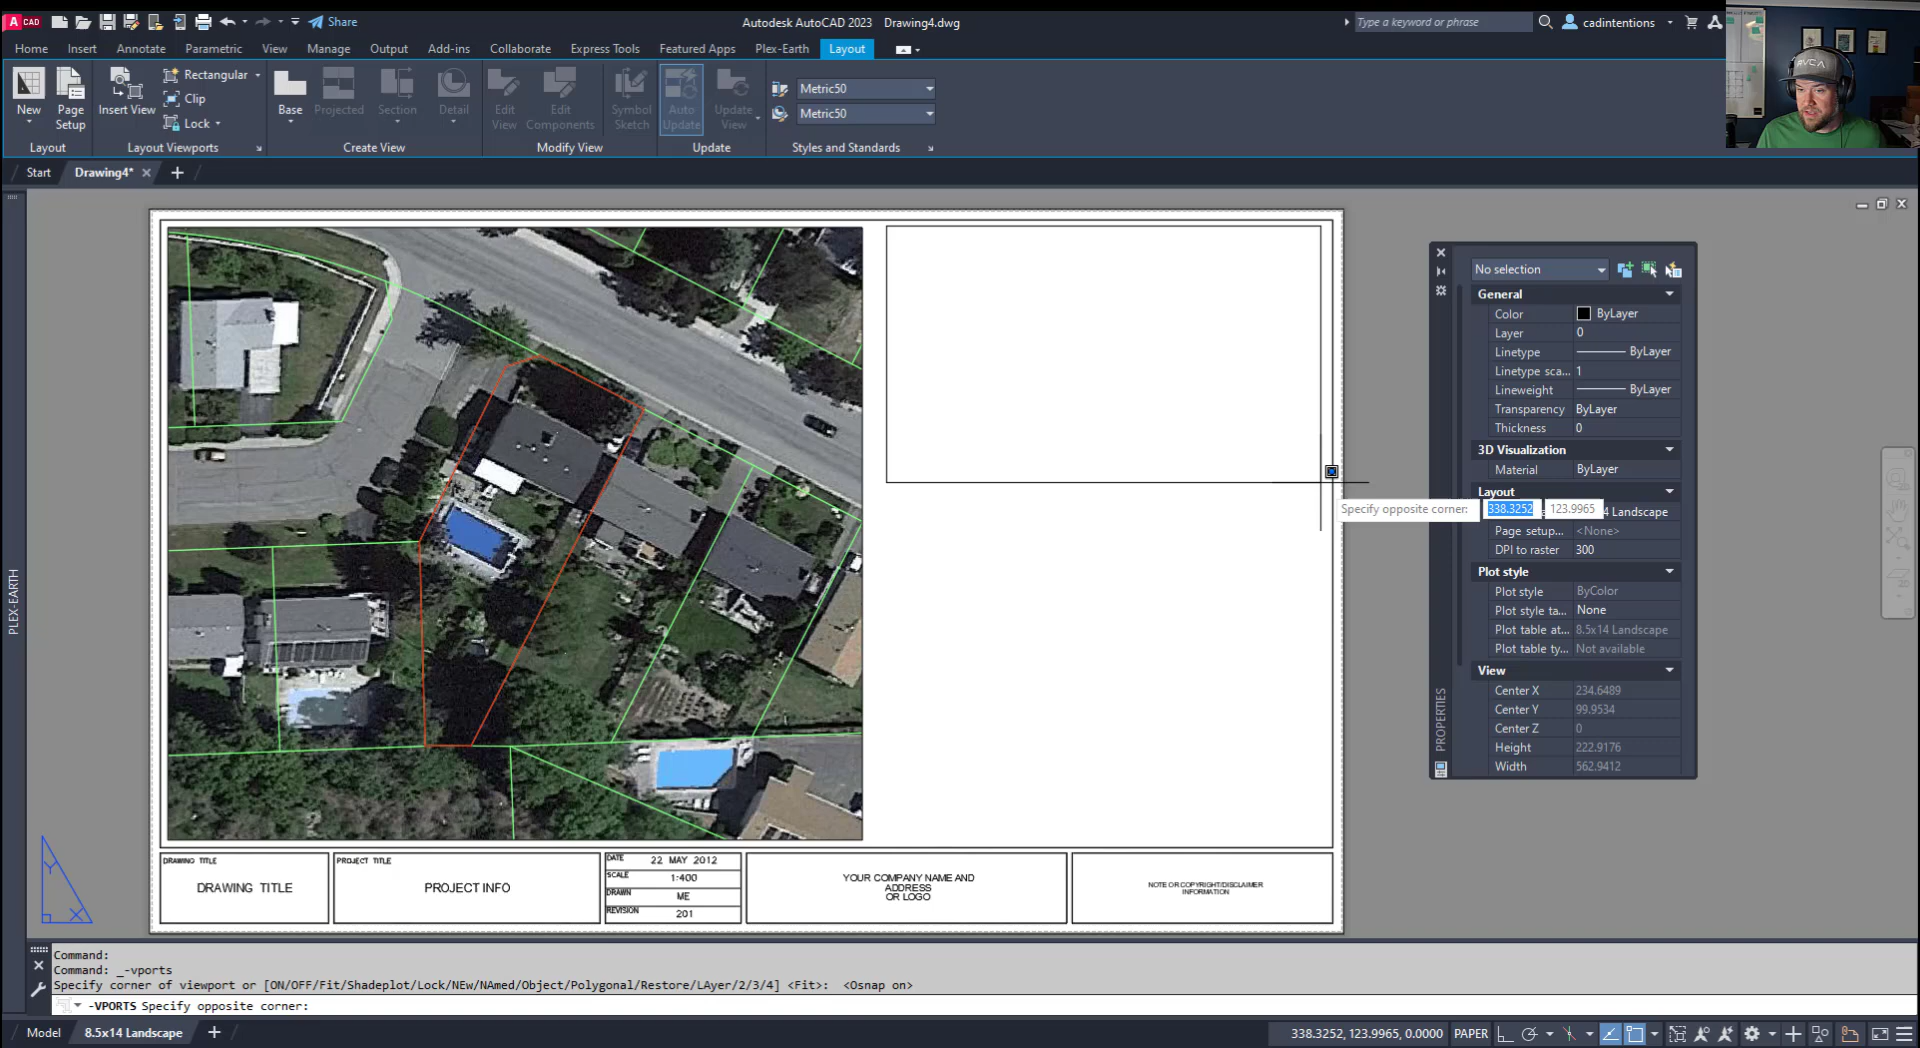 A CAD
Share
Autodesk AutoCAD 2023 Drawing4.dwg
Type a keyword or phrase
cadintentions
Home Insert Annotate Parametric View Manage Output Add-ins Collaborate Express Tools Featured Apps Plex-Earth Layout
New
Page Setup
Insert View
Rectangular
Clip
Lock
Base
Projected
Section
Detail
Edit View
Edit Components
Symbol Sketch
Auto Update
Update View
Metric50
Metric50
Layout
Layout Viewports
Create View
Modify View
Update
Styles and Standards
Start
Drawing4*
RVCA
PLEX-EARTH
No selection
General
Color ByLayer
Layer 0
Linetype ByLayer
Linetype sca... 1
Lineweight ByLayer
Transparency ByLayer
Thickness 0
3D Visualization
Material ByLayer
Layout
Specify opposite corner: 338.3252 123.9965
Landscape
Page setup... <None>
DPI to raster 300
Plot style
Plot style ByColor
Plot style ta... None
Plot table at... 8.5x14 Landscape
Plot table ty... Not available
View
Center X 234.6489
Center Y 99.9534
Center Z 0
Height 222.9176
Width 562.9412
PROPERTIES
DRAWING TITLE
DRAWING TITLE
PROJECT TITLE
PROJECT INFO
DATE 22 MAY 2012
SCALE 1:400
DRAWN ME
REVISION 201
YOUR COMPANY NAME AND
ADDRESS
OR LOGO
NOTE OR COPYRIGHT/DISCLAIMER
INFORMATION
Y
X
Command:
Command: _-vports
Specify corner of viewport or [ON/OFF/Fit/Shadeplot/Lock/NEw/NAmed/Object/Polygonal/Restore/LAyer/2/3/4] <Fit>: <Osnap on>
-VPORTS Specify opposite corner:
Model
8.5x14 Landscape
338.3252, 123.9965, 0.0000 PAPER